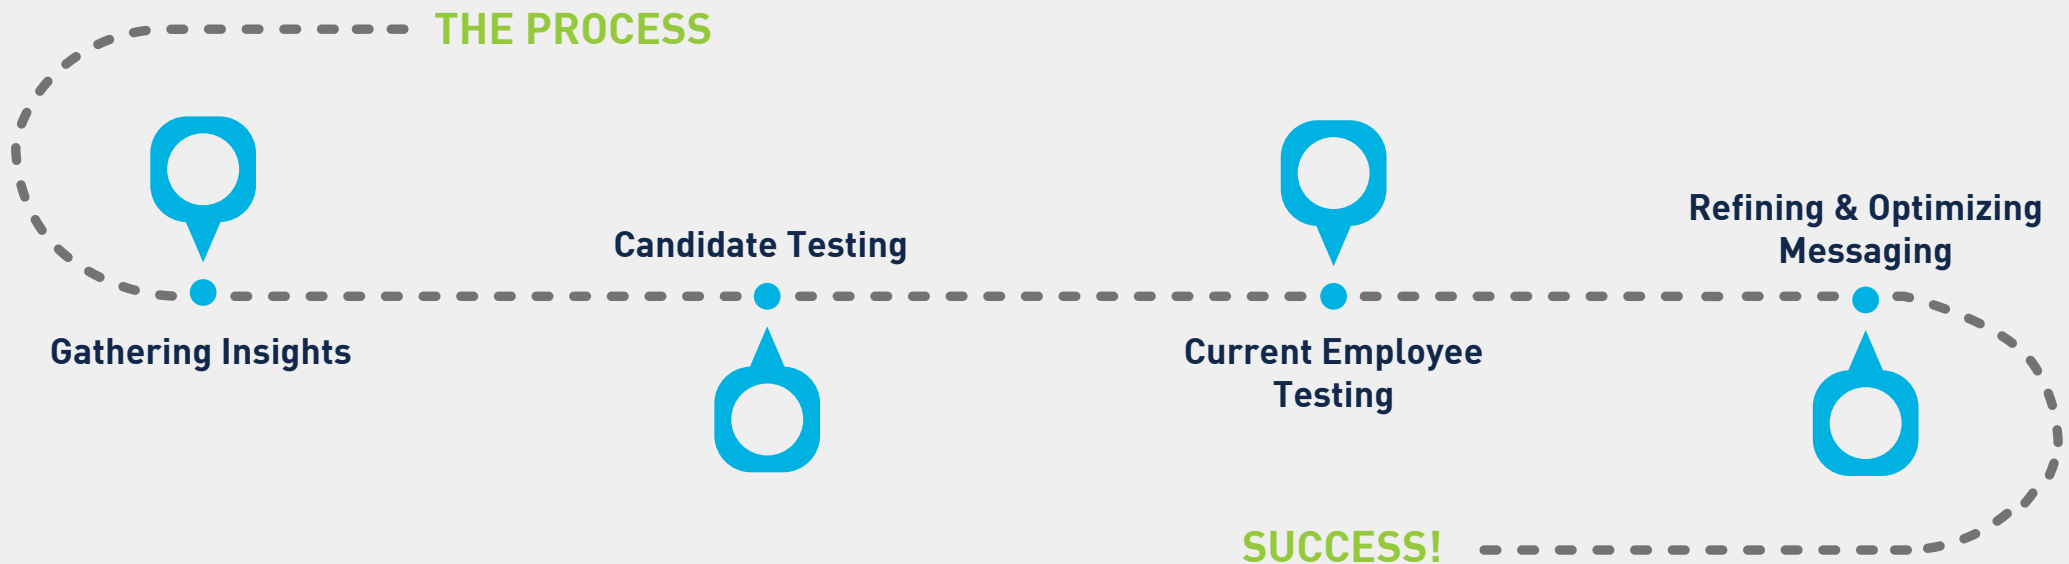 THE PROCESS
Gathering Insights
Candidate Testing
Current Employee
Testing
Refining & Optimizing
Messaging
SUCCESS!